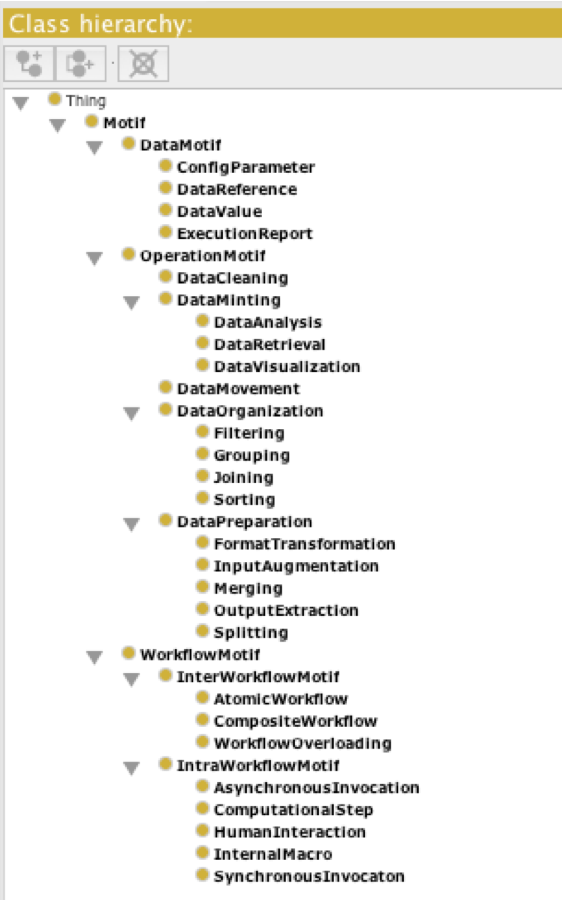 Class hierarchy:
Thing
Motif
DataMotif
ConfigParameter
DataReference
DataValue
ExecutionReport
OperationMotif
DataCleaning
DataMinting
DataAnalysis
DataRetrieval
DataVisualization
DataMovement
DataOrganization
Filtering
Grouping
Joining
Sorting
DataPreparation
FormatTransformation
InputAugmentation
Merging
OutputExtraction
Splitting
WorkflowMotif
InterWorkflowMotif
AtomicWorkflow
CompositeWorkflow
WorkflowOverloading
IntraWorkflowMotif
AsynchronousInvocation
ComputationalStep
HumanInteraction
InternalMacro
SynchronousInvocaton